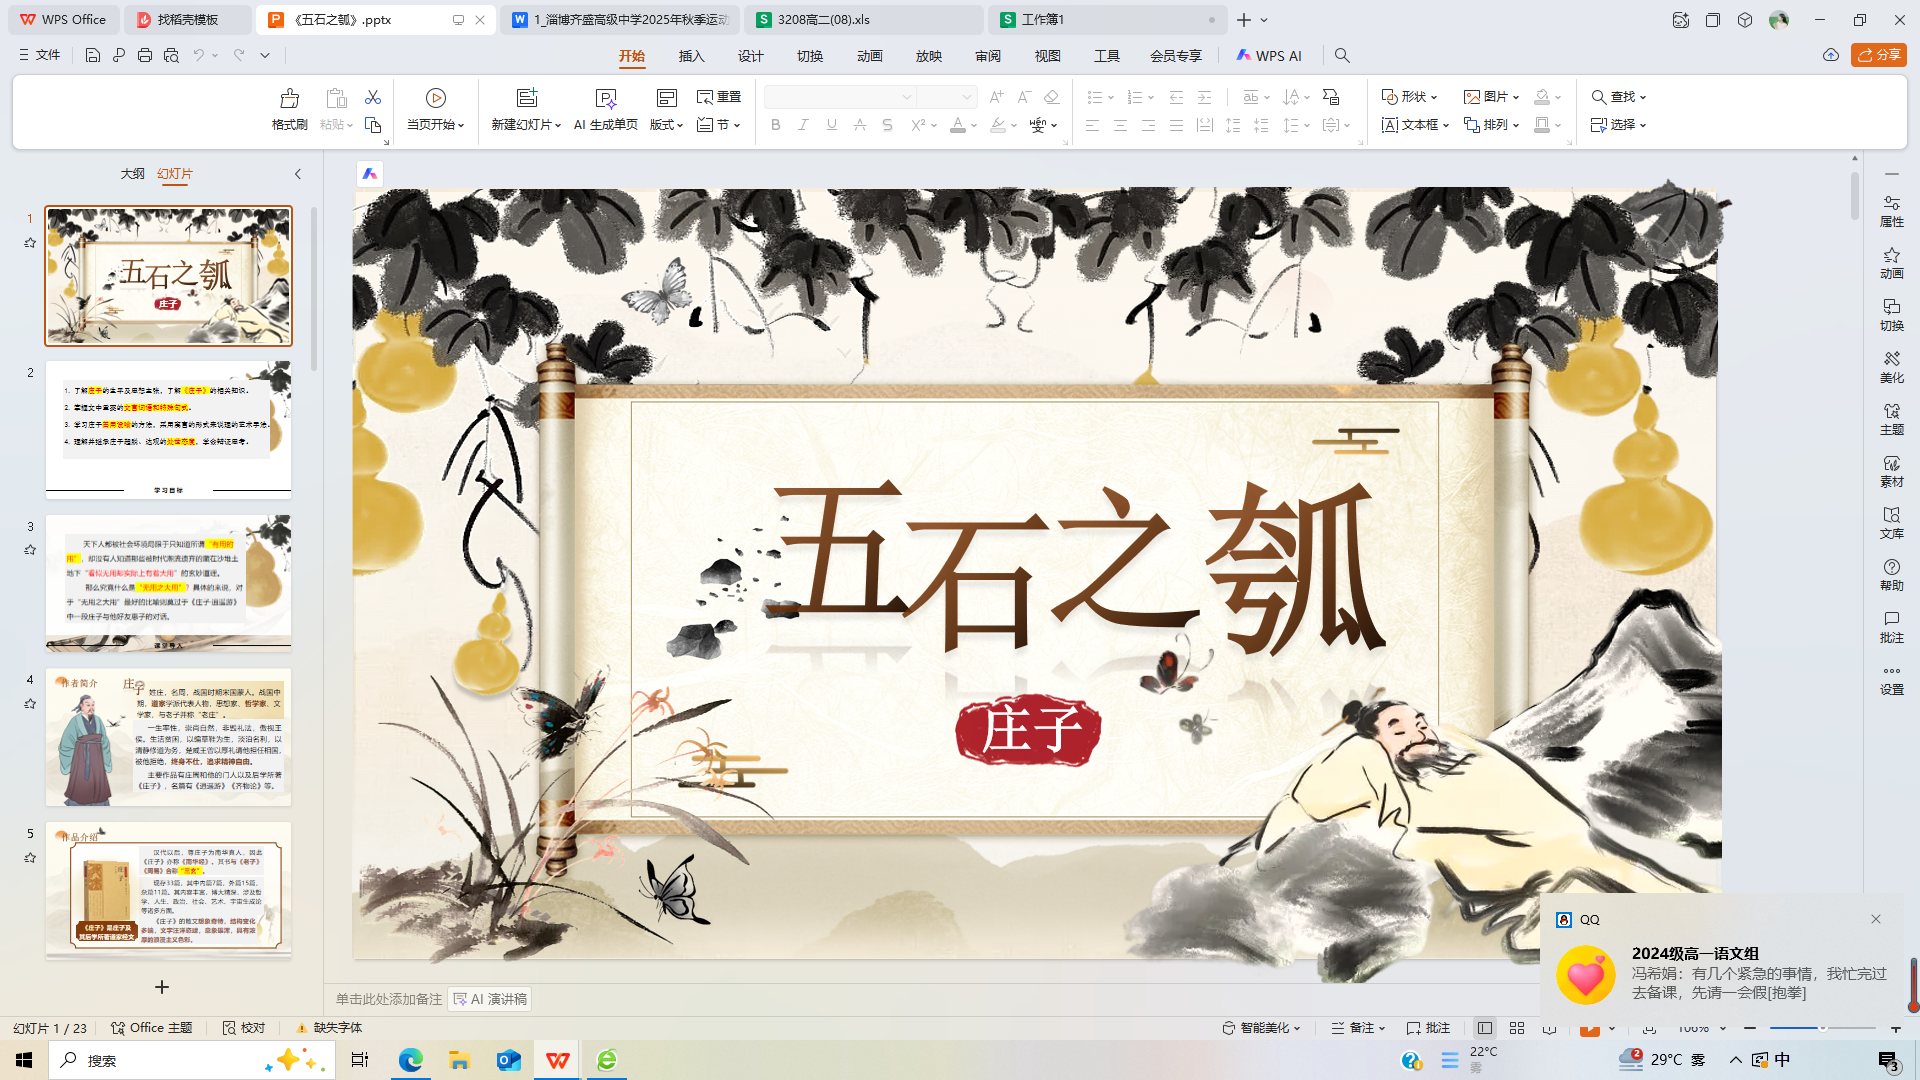 WPS Office
找稻壳模板
《五石之瓠》.pptx
1_淄博齐盛高级中学2025年秋季运动
3208高二(08).xls
工作簿1
文件
开始
插入
设计
切换
动画
放映
审阅
视图
工具
会员专享
WPS AI
分享
格式刷
粘贴
当页开始
新建幻灯片
AI 生成单页
版式
重置
节
形状
图片
查找
文本框
排列
选择
大纲
幻灯片
1
五石之瓠
庄子
2
1. 了解庄子的生平及思想主张，了解《庄子》的相关知识。
2. 掌握文中重要的文言词语和特殊句式。
3. 学习庄子善用譬喻的方法，采用寓言的形式来说理的艺术手法。
4. 理解并继承庄子超脱、达观的处世态度，学会辩证思考。
学习目标
3
天下人都被社会环境局限于只知道所谓“有用的
用”，却没有人知道那些被时代潮流遗弃的藏在沙堆土
地下“看似无用却实际上有着大用”的玄妙道理。
那么究竟什么是“无用之大用”？具体的来说，对
于“无用之大用”最好的比喻则莫过于《庄子·逍遥游》
中一段庄子与他好友惠子的对话。
课堂导入
4
作者简介
庄子
姓庄，名周，战国时期宋国蒙人。战国中
期，道家学派代表人物，思想家、哲学家、文
学家，与老子并称“老庄”。
一生率性，崇尚自然，非毁礼法，傲视王
侯。生活贫困，以编草鞋为生，淡泊名利，以
清静修道为务，楚威王曾以厚礼请他担任相国，
被他拒绝，终身不仕，追求精神自由。
主要作品有庄周和他的门人以及后学所著
《庄子》，名篇有《逍遥游》《齐物论》等。
5
作品介绍
汉代以后，尊庄子为南华真人，因此
《庄子》亦称《南华经》。其书与《老子》
《周易》合称“三玄”。
现存33篇，其中内篇7篇，外篇15篇，
杂篇11篇。其内容丰富，博大精深，涉及哲
学、人生、政治、社会、艺术、宇宙生成论
等诸多方面。
《庄子》的散文想象奇特，结构变化
多端，文字汪洋恣肆，意象雄浑，具有浓
厚的浪漫主义色彩。
《庄子》是庄子及
其后学所著道家经文
五石之瓠
庄子
属性
动画
切换
美化
主题
素材
文库
帮助
批注
设置
单击此处添加备注
AI 演讲稿
QQ
2024级高一语文组
冯希娟：有几个紧急的事情，我忙完过
去备课，先请一会假[抱拳]
幻灯片 1 / 23
Office 主题
校对
缺失字体
智能美化
备注
批注
106%
搜索
22°C
雾
2
29°C 雾
中
3